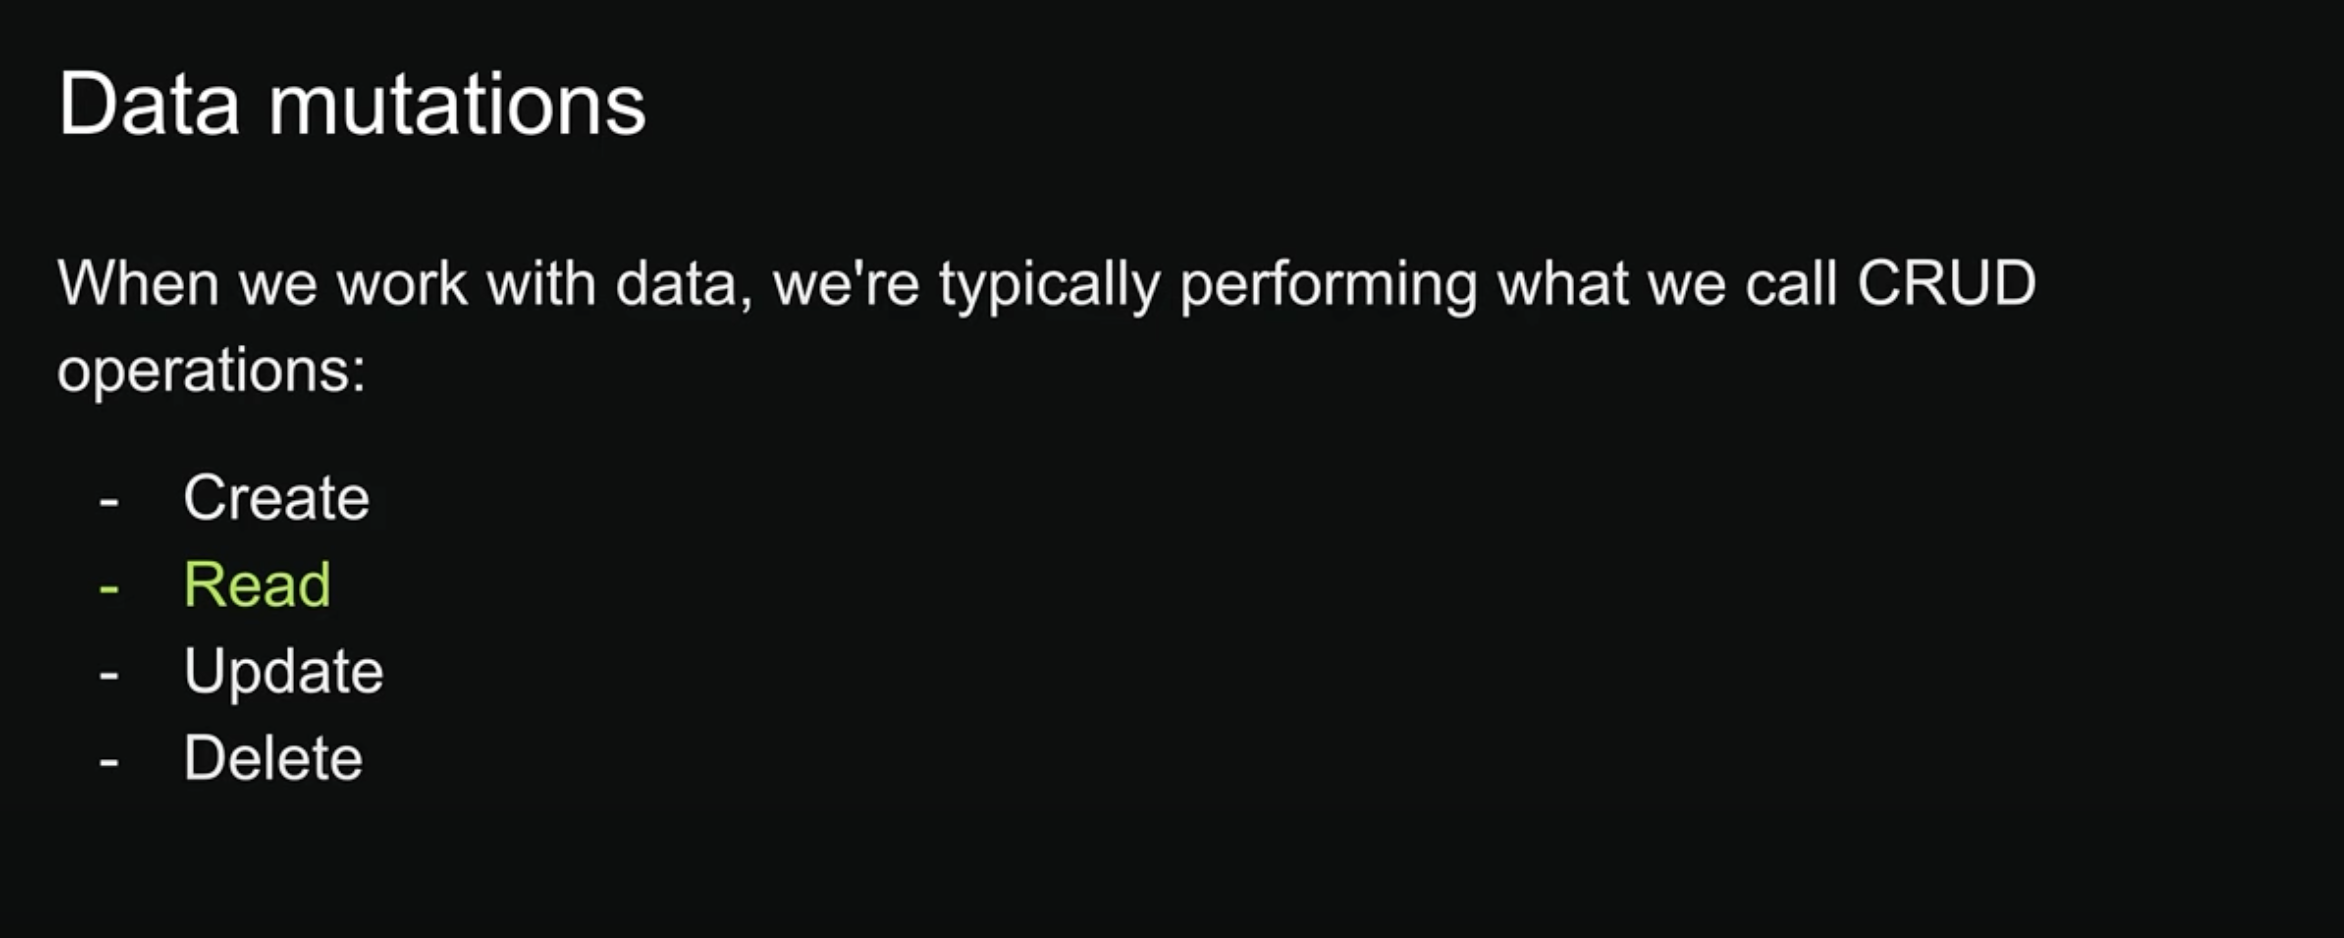 Data mutations
When we work with data, we're typically performing what we call CRUD
operations:
- Create
- Read
- Update
- Delete